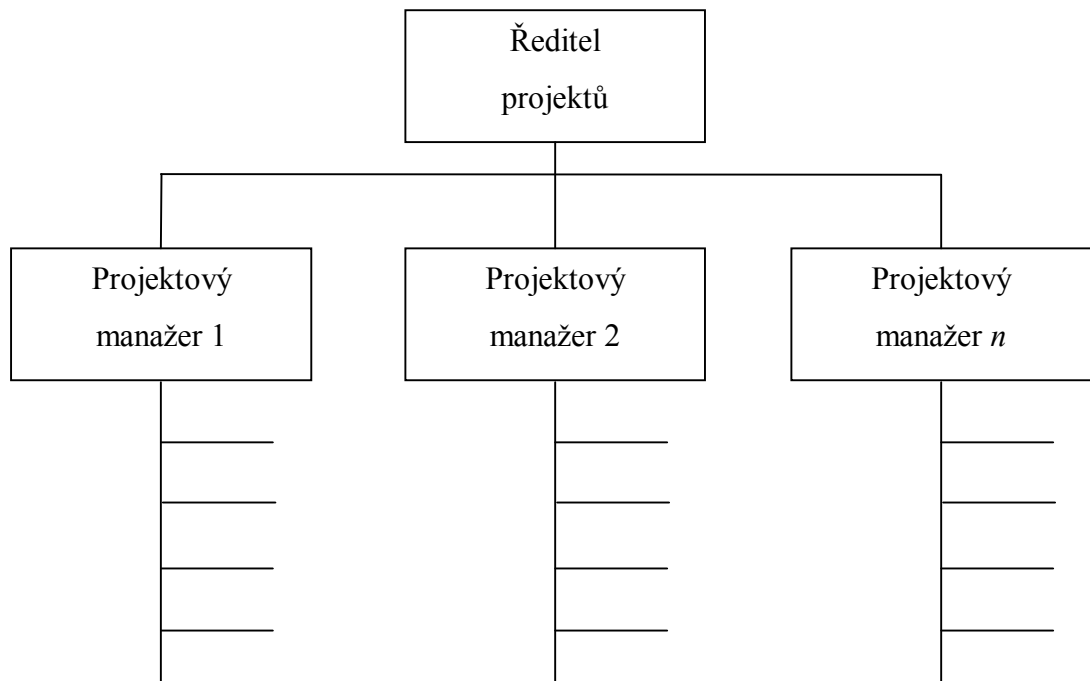 Ředitel
projektů
Projektový
manažer 1
Projektový
manažer 2
Projektový
manažer n